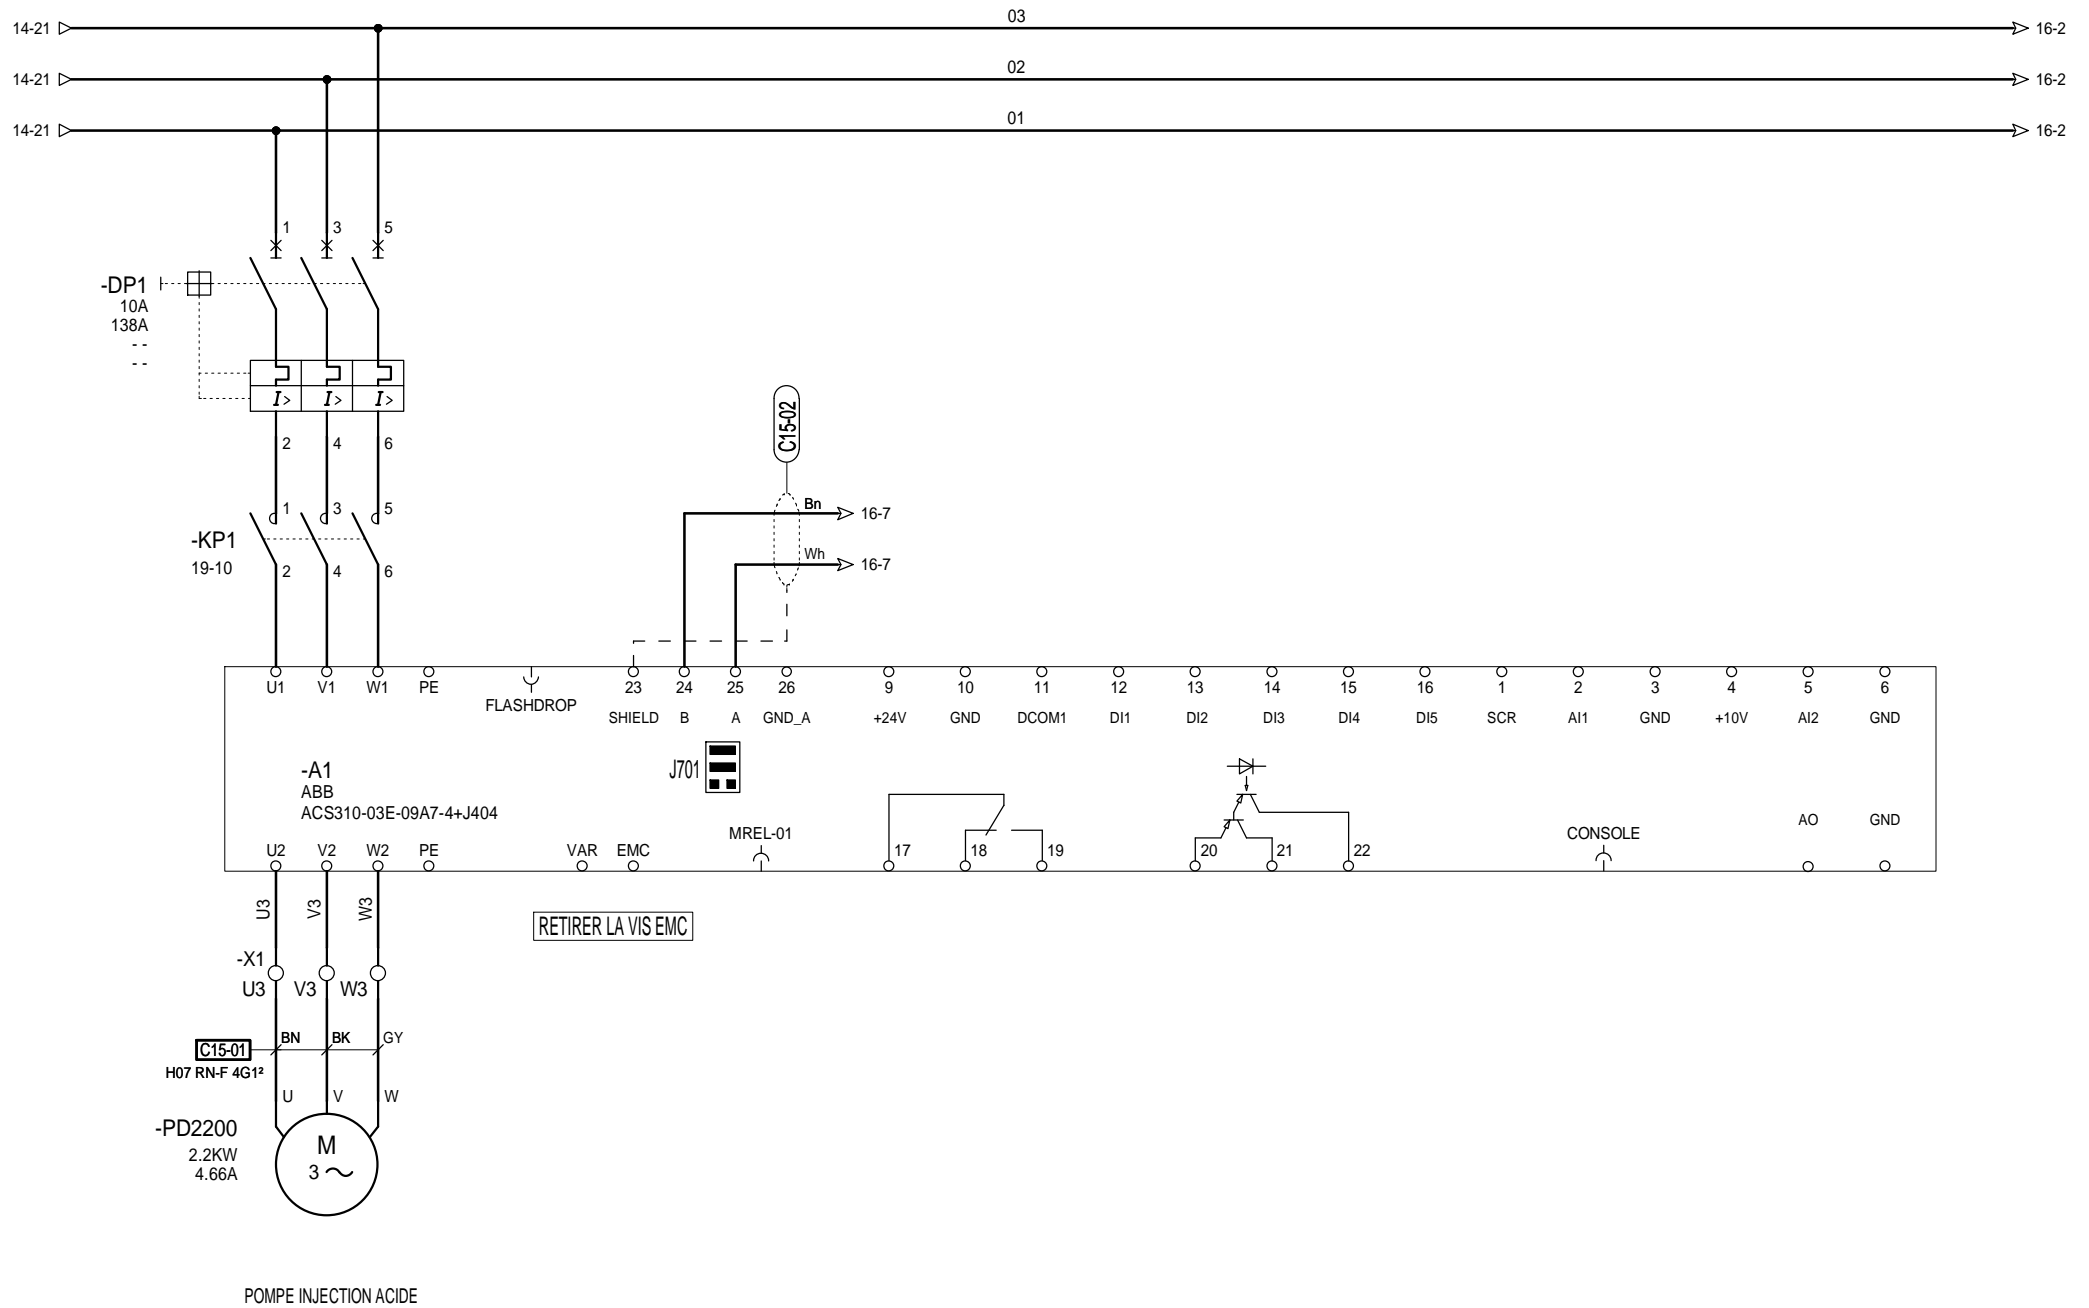 03
14-21 16-2
02
14-21 16-2
01
14-21 16-2
1 3 5
-DP1
10A
138A
- -
- -
I> I> I>
2 4 6
C15-02
Bn
16-7
1 3 5
-KP1
19-10
Wh
16-7
2 4 6
U1 V1 W1 PE
FLASHDROP
23 24 25 26 9 10 11 12 13 14 15 16 1 2 3 4 5 6
SHIELD B A GND_A +24V GND DCOM1 DI1 DI2 DI3 DI4 DI5 SCR AI1 GND +10V AI2 GND
J701
-A1
ABB
ACS310-03E-09A7-4+J404
AO GND
MREL-01
CONSOLE
U2 V2 W2 PE VAR EMC 17 18 19 20 21 22
U3 V3 W3
RETIRER LA VIS EMC
-X1
U3 V3 W3
BN BK GY
C15-01
H07 RN-F 4G1²
U V W
-PD2200
2.2KW
4.66A
M
3
POMPE INJECTION ACIDE